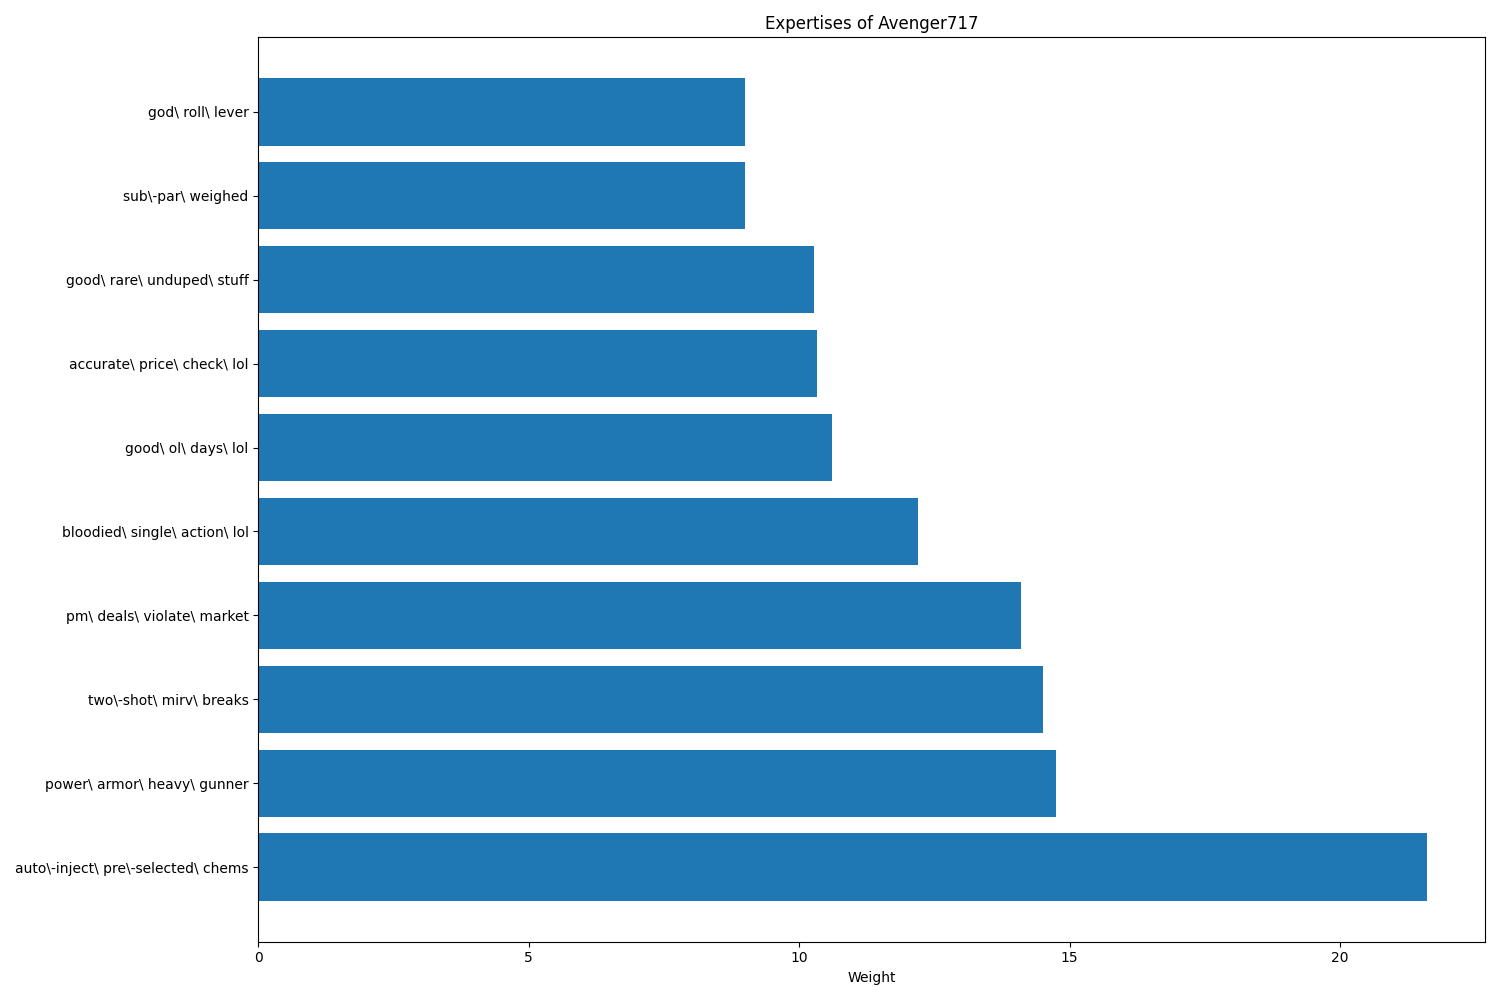 Expertises of Avenger717
god\ roll\ lever
sub\-par\ weighed
good\ rare\ unduped\ stuff
accurate\ price\ check\ lol
good\ ol\ days\ lol
bloodied\ single\ action\ lol
pm\ deals\ violate\ market
two\-shot\ mirv\ breaks
power\ armor\ heavy\ gunner
auto\-inject\ pre\-selected\ chems
0 5 10 15 20
Weight